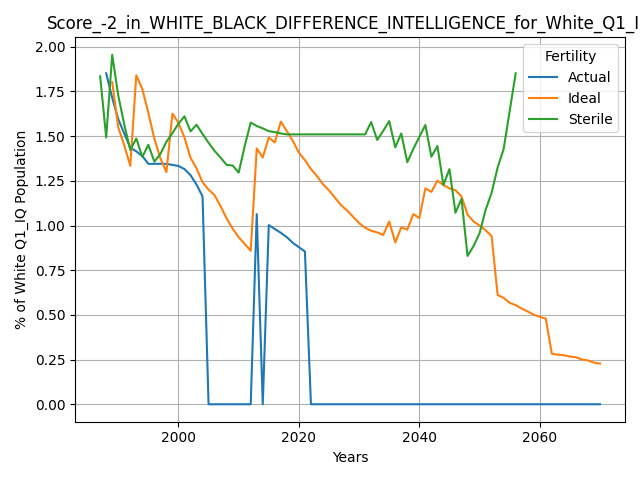 Score_-2_in_WHITE_BLACK_DIFFERENCE_INTELLIGENCE_for_White_Q1_I
Fertility
Actual
Ideal
Sterile
% of White Q1_IQ Population
2.00
1.75
1.50
1.25
1.00
0.75
0.50
0.25
0.00
2000
2020
2040
2060
Years